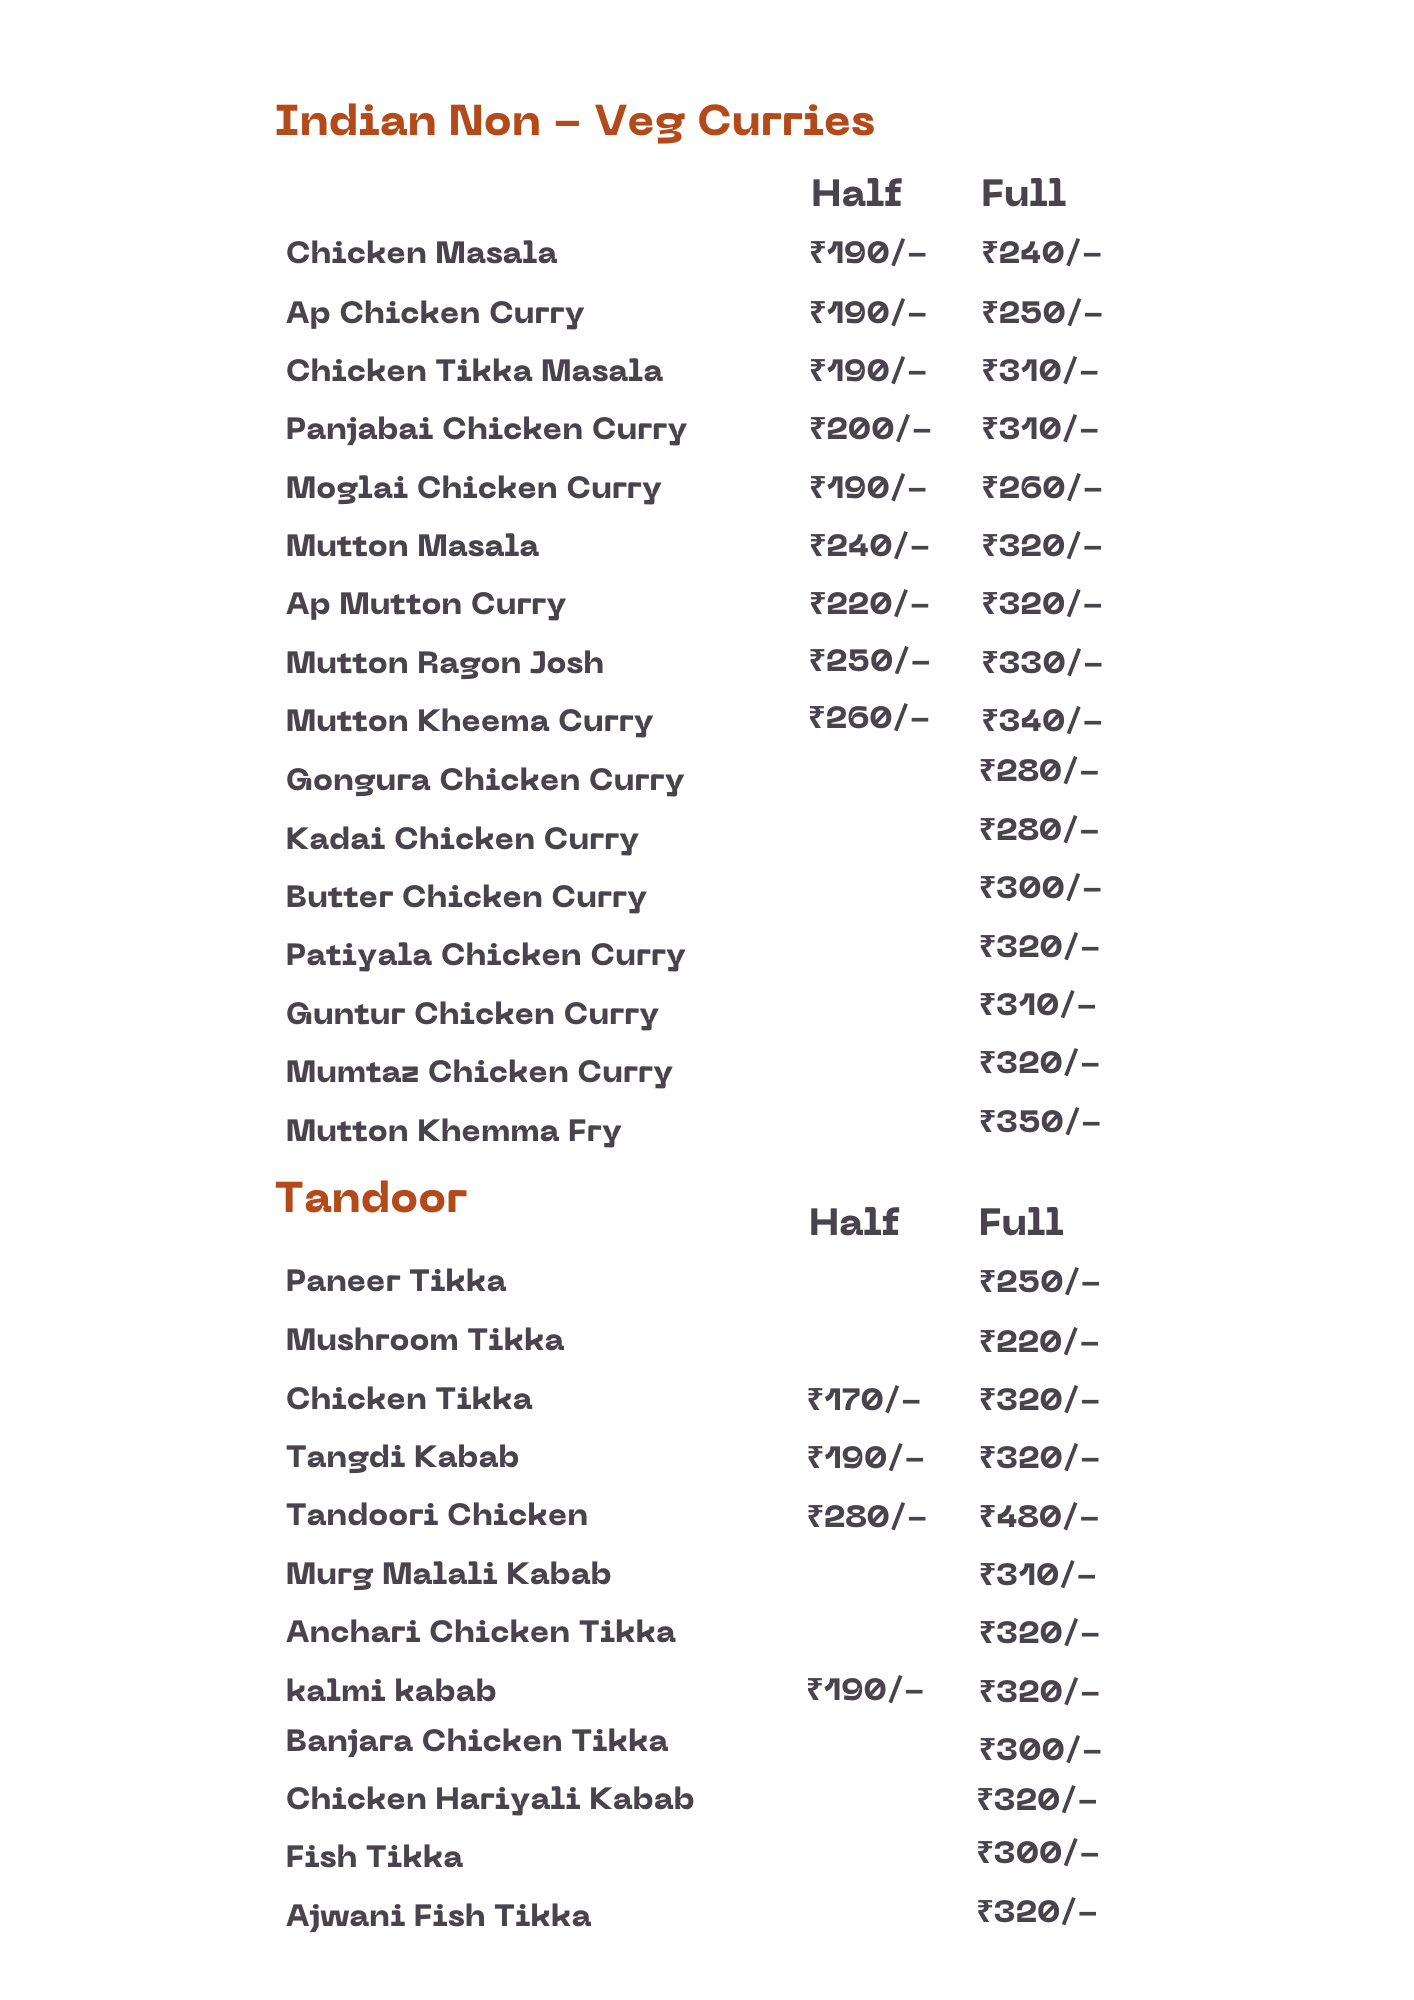 Indian Non - Veg Curries
Half Full
Chicken Masala ₹190/- ₹240/-
Ap Chicken Curry ₹190/- ₹250/-
Chicken Tikka Masala ₹190/- ₹310/-
Panjabai Chicken Curry ₹200/- ₹310/-
Moglai Chicken Curry ₹190/- ₹260/-
Mutton Masala ₹240/- ₹320/-
Ap Mutton Curry ₹220/- ₹320/-
Mutton Ragon Josh ₹250/- ₹330/-
Mutton Kheema Curry ₹260/- ₹340/-
Gongura Chicken Curry ₹280/-
Kadai Chicken Curry ₹280/-
Butter Chicken Curry ₹300/-
Patiyala Chicken Curry ₹320/-
Guntur Chicken Curry ₹310/-
Mumtaz Chicken Curry ₹320/-
Mutton Khemma Fry ₹350/-
Tandoor
Half Full
Paneer Tikka ₹250/-
Mushroom Tikka ₹220/-
Chicken Tikka ₹170/- ₹320/-
Tangdi Kabab ₹190/- ₹320/-
Tandoori Chicken ₹280/- ₹480/-
Murg Malali Kabab ₹310/-
Anchari Chicken Tikka ₹320/-
kalmi kabab ₹190/- ₹320/-
Banjara Chicken Tikka ₹300/-
Chicken Hariyali Kabab ₹320/-
Fish Tikka ₹300/-
Ajwani Fish Tikka ₹320/-